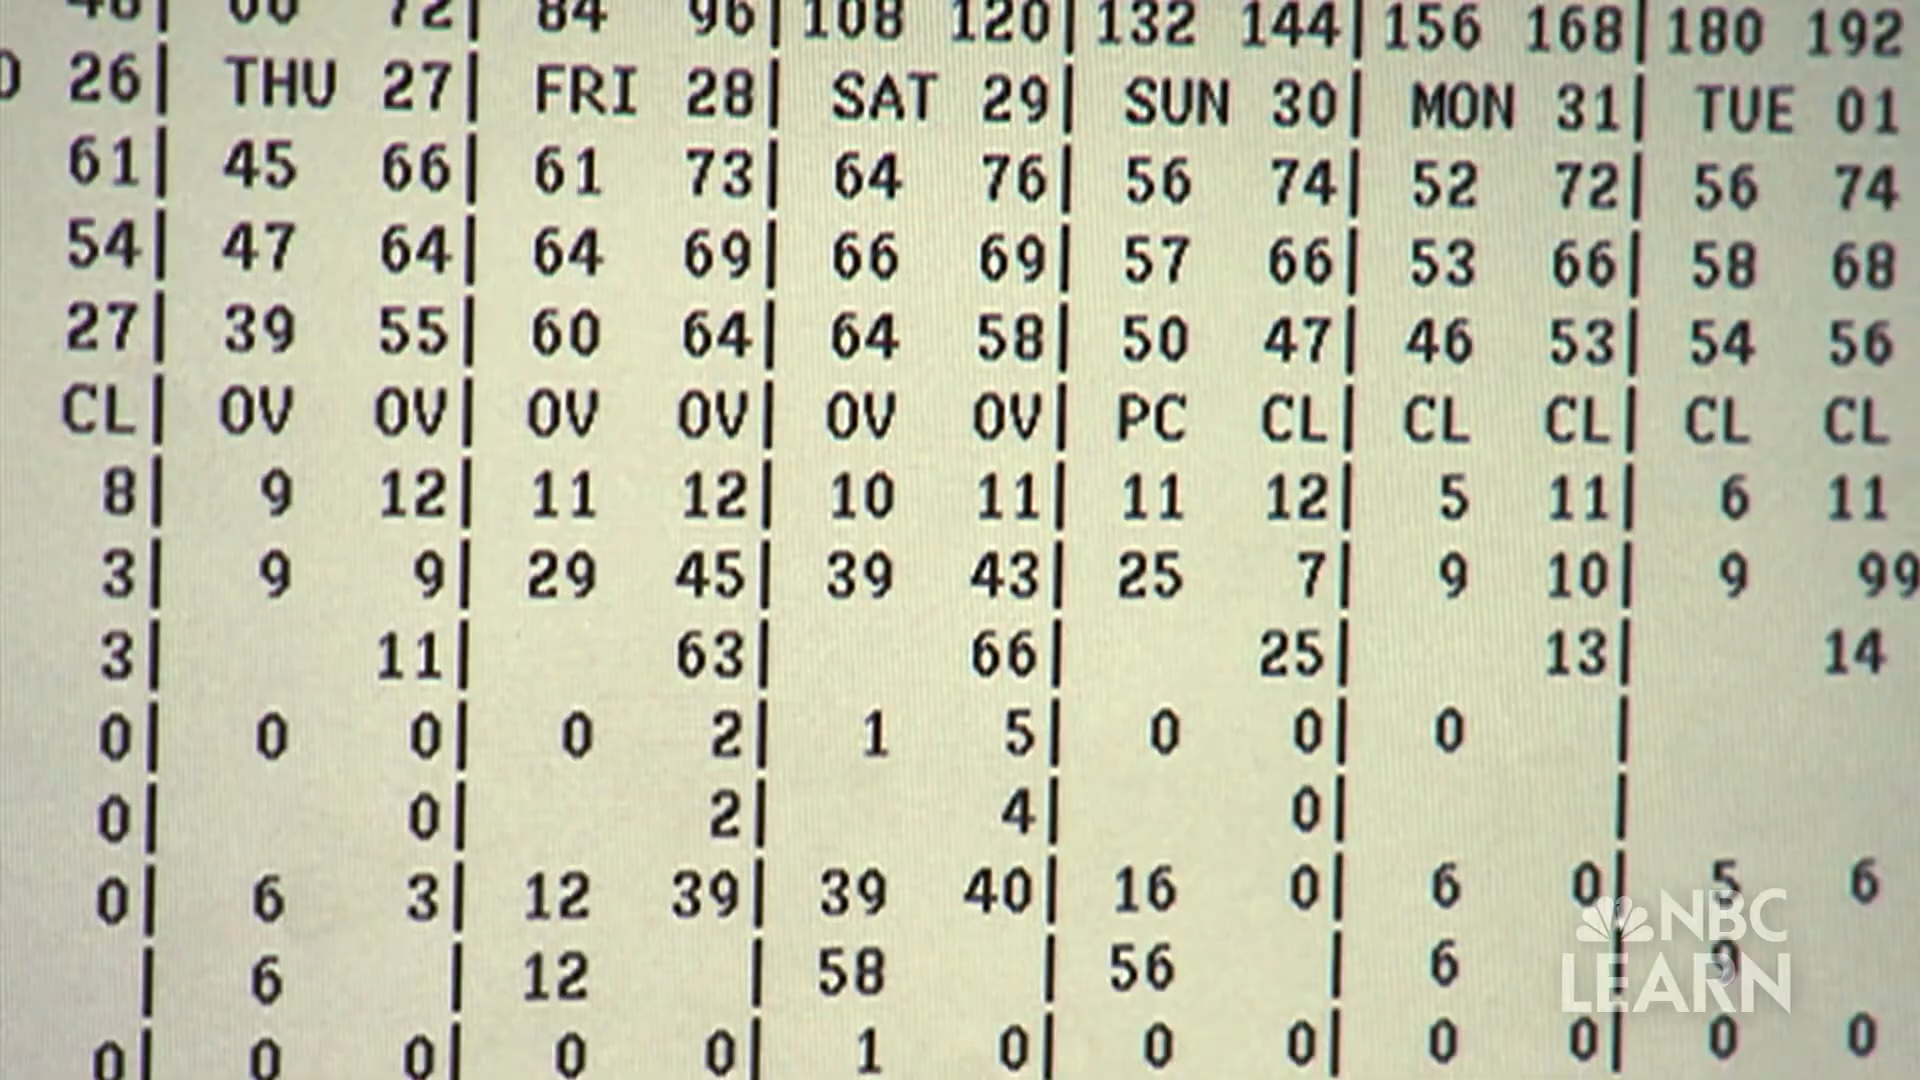 48| 60 72| 84 96|108 120|132 144|156 168|180 192
26| THU 27| FRI 28| SAT 29| SUN 30| MON 31| TUE 01
61| 45 66| 61 73| 64 76| 56 74| 52 72| 56 74
54| 47 64| 64 69| 66 69| 57 66| 53 66| 58 68
27| 39 55| 60 64| 64 58| 50 47| 46 53| 54 56
CL| OV OV| OV OV| OV OV| PC CL| CL CL| CL CL
8| 9 12| 11 12| 10 11| 11 12| 5 11| 6 11
3| 9 9| 29 45| 39 43| 25 7| 9 10| 9 99
3| 11| 63| 66| 25| 13| 14
0| 0 0| 0 2| 1 5| 0 0| 0 |
0| 0| 2| 4| 0| |
0| 6 3| 12 39| 39 40| 16 0| 6 0| 5 6
| 6 | 12 | 58 | 56 | 6
0| 0 0| 0 0| 1 0| 0 0| 0 0| 0 0
NBC
LEARN